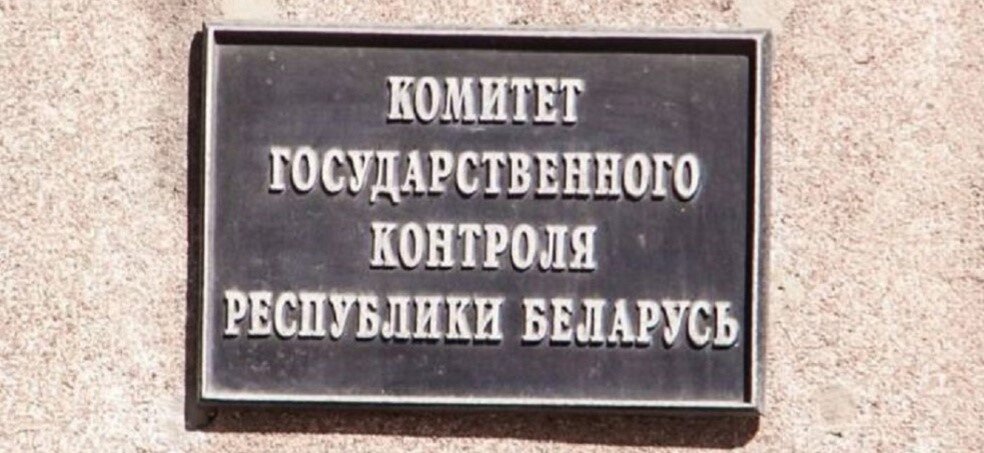 КОМИТЕТ
ГОСУДАРСТВЕННОГО
КОНТРОЛЯ
РЕСПУБЛИКИ БЕЛАРУСЬ